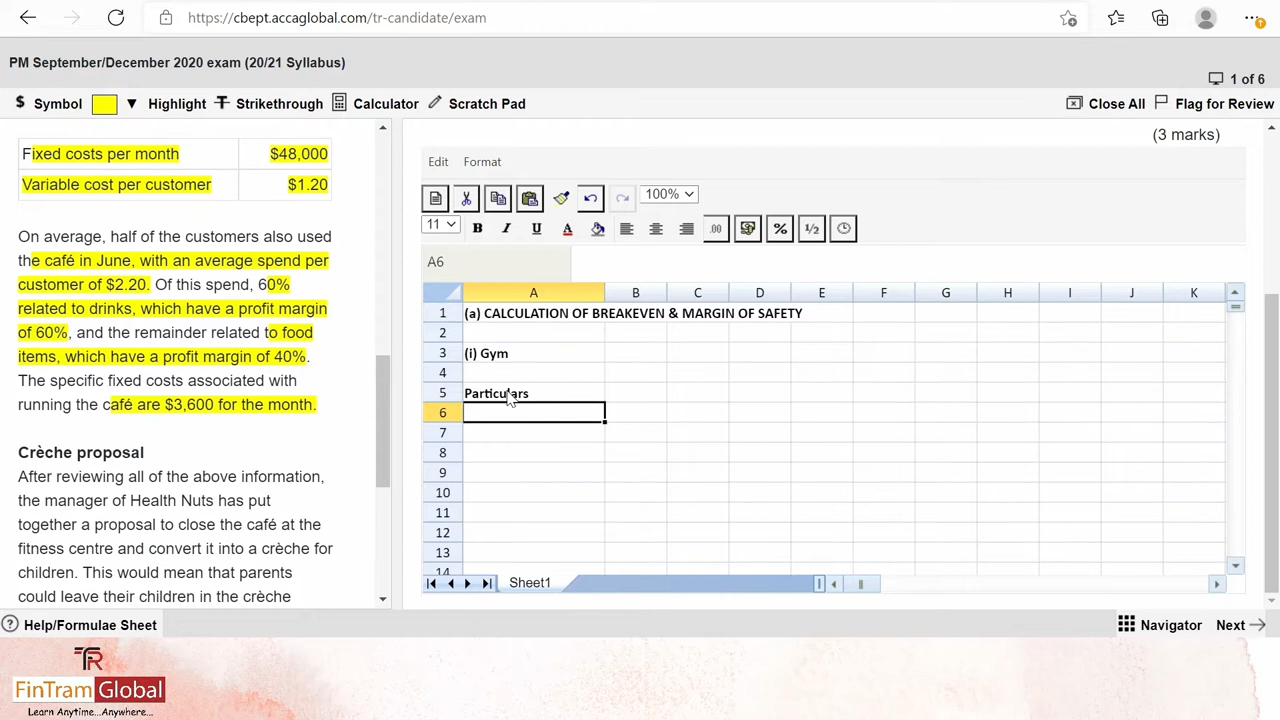 https://cbept.accaglobal.com/tr-candidate/exam
PM September/December 2020 exam (20/21 Syllabus)
1 of 6
$ Symbol Highlight Strikethrough Calculator Scratch Pad Close All Flag for Review
Fixed costs per month $48,000
Variable cost per customer $1.20
On average, half of the customers also used
the café in June, with an average spend per
customer of $2.20. Of this spend, 60%
related to drinks, which have a profit margin
of 60%, and the remainder related to food
items, which have a profit margin of 40%.
The specific fixed costs associated with
running the café are $3,600 for the month.
Crèche proposal
After reviewing all of the above information,
the manager of Health Nuts has put
together a proposal to close the café at the
fitness centre and convert it into a crèche for
children. This would mean that parents
could leave their children in the crèche
(3 marks)
Edit Format
100%
11 B I U A .00 % 1/2
A6
A B C D E F G H I J K
1 (a) CALCULATION OF BREAKEVEN & MARGIN OF SAFETY
2
3 (i) Gym
4
5 Particulars
6
7
8
9
10
11
12
13
14
Sheet1
Help/Formulae Sheet Navigator Next
FinTram Global
Learn Anytime...Anywhere...